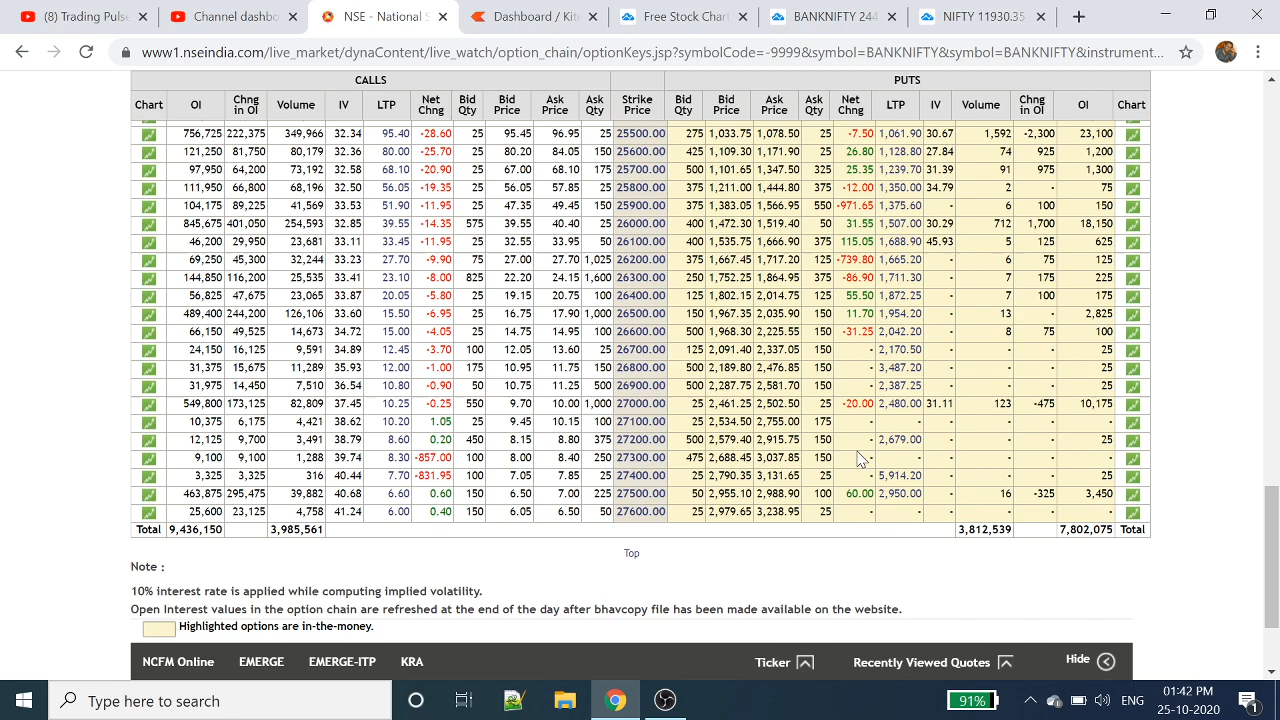 (8) Trading Pulse
Channel dashbo
NSE - National S
Dashboard / Kit
Free Stock Chart
BANKNIFTY 244
NIFTY 11930.35
www1.nseindia.com/live_market/dynaContent/live_watch/option_chain/optionKeys.jsp?symbolCode=-9999&symbol=BANKNIFTY&symbol=BANKNIFTY&instrument...
CALLS PUTS
Chart OI Chng in OI Volume IV LTP Net Chng Bid Qty Bid Price Ask Price Ask Qty Strike Price Bid Qty Bid Price Ask Price Ask Qty Net Chng LTP IV Volume Chng in OI OI Chart
756,725 222,375 349,966 32.34 95.40 -28.60 25 95.45 96.95 25 25500.00 275 1,033.75 1,078.50 25 -7.50 1,061.90 30.67 1,592 -2,300 23,100
121,250 81,750 80,179 32.36 80.00 -25.70 25 80.20 84.05 150 25600.00 425 1,109.30 1,171.90 25 26.80 1,128.80 27.84 74 925 1,200
97,950 64,200 73,192 32.58 68.10 -20.90 25 67.00 68.10 175 25700.00 500 1,101.65 1,347.50 325 25.35 1,239.70 31.39 91 975 1,300
111,950 66,800 68,196 32.50 56.05 -19.35 25 56.05 57.85 25 25800.00 375 1,211.00 1,444.80 375 -12.00 1,350.00 34.79 2 - 75
104,175 89,225 41,569 33.53 51.90 -11.95 25 47.35 49.45 150 25900.00 375 1,383.05 1,566.95 550 -971.65 1,375.60 - 6 100 150
845,675 401,050 254,593 32.85 39.55 -14.35 575 39.55 40.40 25 26000.00 400 1,472.30 1,519.40 50 31.55 1,507.00 30.29 712 1,700 18,150
46,200 29,950 23,681 33.11 33.45 -11.95 25 32.55 33.95 50 26100.00 400 1,535.75 1,666.90 375 115.05 1,688.90 45.93 5 125 625
69,250 45,300 32,244 33.23 27.70 -9.90 75 27.00 27.70 1,025 26200.00 375 1,667.45 1,717.20 125 -739.80 1,665.20 - 6 75 125
144,850 116,200 25,535 33.41 23.10 -8.00 825 22.20 24.15 1,600 26300.00 250 1,752.25 1,864.95 375 -86.90 1,711.30 - 7 175 225
56,825 47,675 23,065 33.87 20.05 -5.80 25 19.15 20.75 100 26400.00 125 1,802.15 2,014.75 125 55.50 1,872.25 - 7 100 175
489,400 244,200 126,106 33.60 15.50 -6.95 25 16.75 17.90 1,000 26500.00 150 1,967.35 2,035.90 150 11.70 1,954.20 - 13 - 2,825
66,150 49,525 14,673 34.72 15.00 -4.05 25 14.75 14.95 100 26600.00 500 1,968.30 2,225.55 150 -31.25 2,042.20 - 8 75 100
24,150 16,125 9,591 34.89 12.45 -3.70 100 12.05 13.60 25 26700.00 125 2,091.40 2,337.05 150 - 2,170.50 - - - 25
31,375 15,675 11,289 35.93 12.00 -1.00 175 10.95 11.75 150 26800.00 500 2,189.80 2,476.85 150 - 3,487.20 - - - 25
31,975 14,450 7,510 36.54 10.80 -0.90 50 10.75 11.25 500 26900.00 500 2,287.75 2,581.70 150 - 2,387.25 - - - 25
549,800 173,125 82,809 37.45 10.25 -0.25 550 9.70 10.00 1,000 27000.00 25 2,461.25 2,502.50 25 -20.00 2,480.00 31.11 123 -475 10,175
10,375 6,175 4,421 38.62 10.20 1.05 25 9.45 10.15 100 27100.00 25 2,534.50 2,755.00 175 - - - - - -
12,125 9,700 3,491 38.79 8.60 0.20 450 8.15 8.80 375 27200.00 500 2,579.40 2,915.75 150 - 2,679.00 - - - 25
9,100 9,100 1,288 39.74 8.30 -857.00 100 8.00 8.40 250 27300.00 475 2,688.45 3,037.85 150 - - - - - -
3,325 3,325 316 40.44 7.70 -831.95 100 7.05 7.85 25 27400.00 25 2,790.35 3,131.65 25 - 5,914.20 - - - 25
463,875 295,475 39,882 40.68 6.60 0.60 150 6.50 7.00 225 27500.00 50 2,955.10 2,988.90 100 60.00 2,950.00 - 16 -325 3,450
25,600 23,125 4,758 41.24 6.00 0.40 150 6.05 6.50 50 27600.00 25 2,979.65 3,238.95 25 - - - - - -
Total 9,436,150 3,985,561 3,812,539 7,802,075 Total
Top
Note :
10% interest rate is applied while computing implied volatility.
Open Interest values in the option chain are refreshed at the end of the day after bhavcopy file has been made available on the website.
Highlighted options are in-the-money.
NCFM Online EMERGE EMERGE-ITP KRA Ticker Recently Viewed Quotes Hide
Type here to search
91%
ENG
01:42 PM
25-10-2020
1